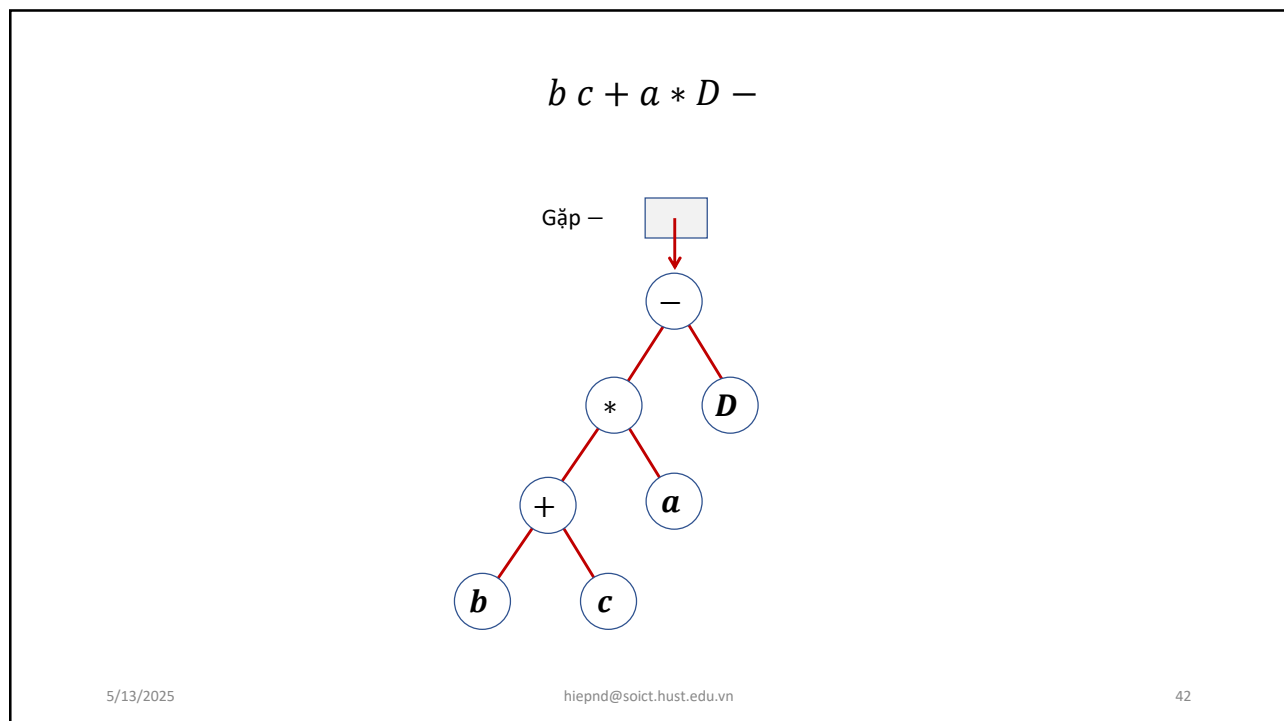 b c + a ∗ D −
Gặp −
−
∗
D
+
a
b
c
5/13/2025
hiepnd@soict.hust.edu.vn
42